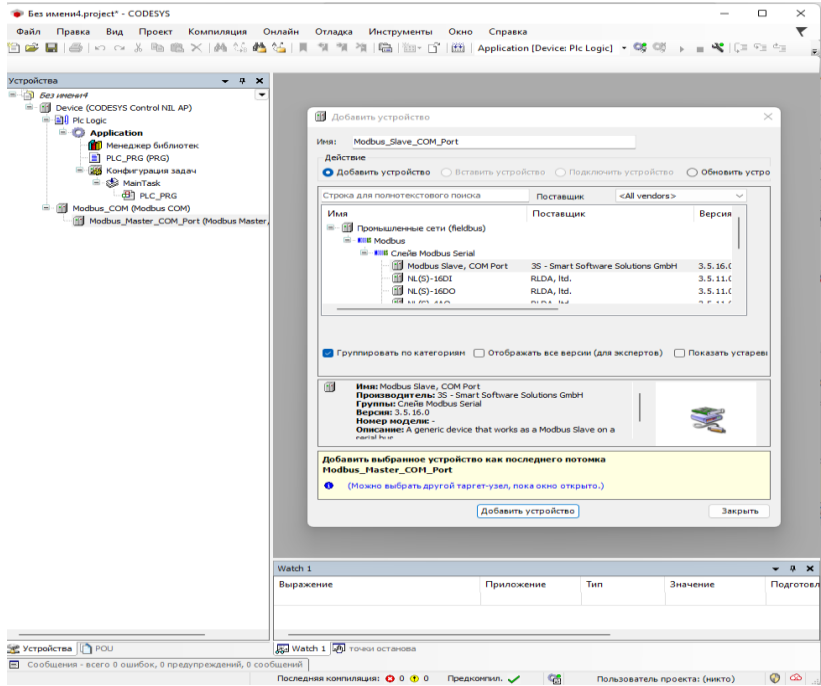 Без имени4.project* - CODESYS
Файл Правка Вид Проект Компиляция Онлайн Отладка Инструменты Окно Справка
Application [Device: Plc Logic]
Устройства
Без имени4
Device (CODESYS Control NIL AP)
Plc Logic
Application
Менеджер библиотек
PLC_PRG (PRG)
Конфигурация задач
MainTask
PLC_PRG
Modbus_COM (Modbus COM)
Modbus_Master_COM_Port (Modbus Master,
Добавить устройство
Имя: Modbus_Slave_COM_Port
Действие
Добавить устройство Вставить устройство Подключить устройство Обновить устро
Строка для полнотекстового поиска Поставщик <All vendors>
Имя Поставщик Версия
Промышленные сети (fieldbus)
Modbus
Слейв Modbus Serial
Modbus Slave, COM Port 3S - Smart Software Solutions GmbH 3.5.16.0
NL(S)-16DI RLDA, ltd. 3.5.11.0
NL(S)-16DO RLDA, ltd. 3.5.11.0
NL(S)-4AO RLDA, ltd. 3.5.11.0
Группировать по категориям Отображать все версии (для экспертов) Показать устарев
Имя: Modbus Slave, COM Port
Производитель: 3S - Smart Software Solutions GmbH
Группы: Слейв Modbus Serial
Версия: 3.5.16.0
Номер модели: -
Описание: A generic device that works as a Modbus Slave on a
serial bus
Добавить выбранное устройство как последнего потомка
Modbus_Master_COM_Port
(Можно выбрать другой таргет-узел, пока окно открыто.)
Добавить устройство Закрыть
Watch 1
Выражение Приложение Тип Значение Подготовл
Устройства POU Watch 1 точки останова
Сообщения - всего 0 ошибок, 0 предупреждений, 0 сообщений
Последняя компиляция: 0 0 Предкомпил. Пользователь проекта: (никто)